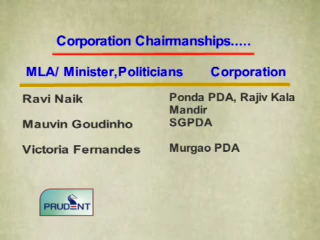 Corporation Chairmanships.....
MLA/ Minister,Politicians Corporation
Ravi Naik Ponda PDA, Rajiv Kala
Mandir
Mauvin Goudinho SGPDA
Victoria Fernandes Murgao PDA
PRUDENT